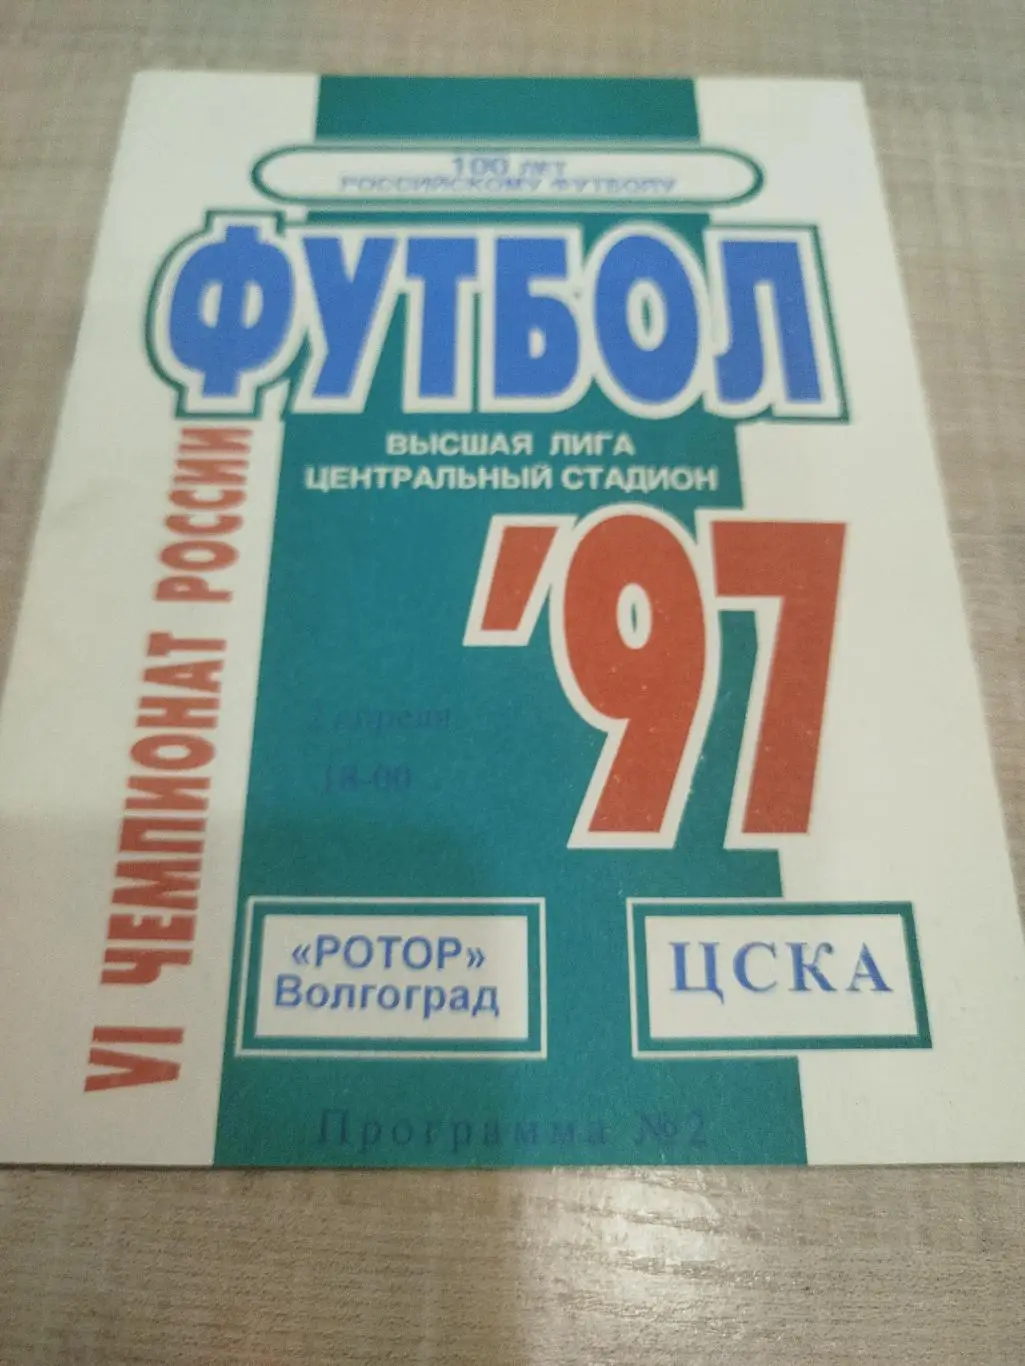 100 ЛЕТ
РОССИЙСКОМУ ФУТБОЛУ
ФУТБОЛ
ВЫСШАЯ ЛИГА
ЦЕНТРАЛЬНЫЙ СТАДИОН
'97
VI ЧЕМПИОНАТ РОССИИ
апреля
18-00
«РОТОР»
Волгоград
ЦСКА
Программа №2